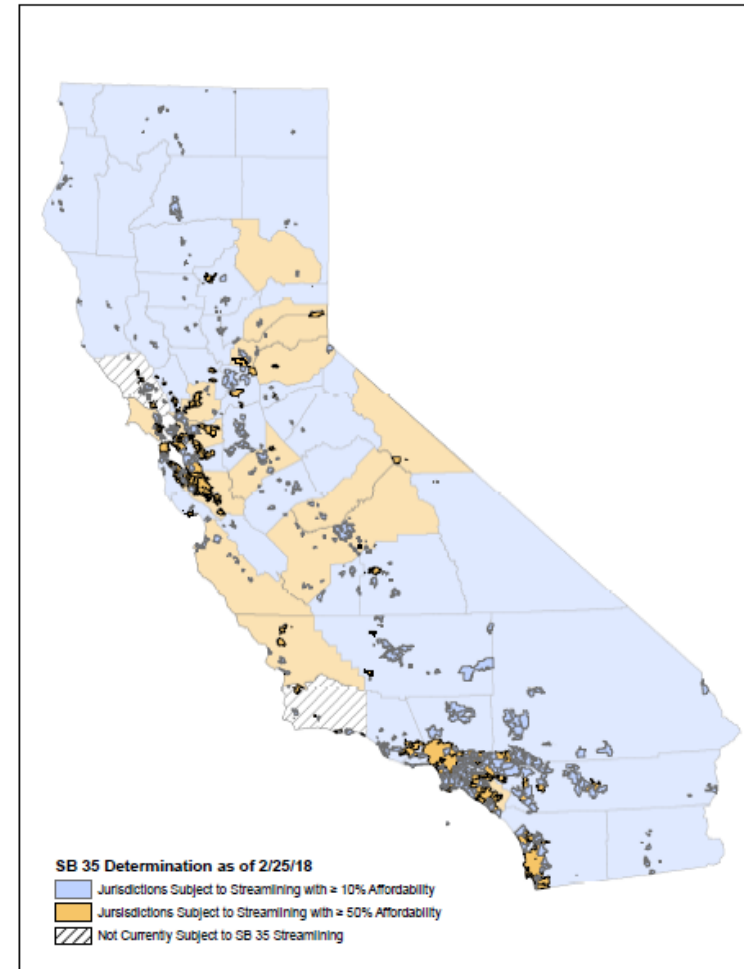 SB 35 Determination as of 2/25/18
Jurisdictions Subject to Streamlining with ≥ 10% Affordability
Jursisdictions Subject to Streamlining with ≥ 50% Affordability
Not Currently Subject to SB 35 Streamlining